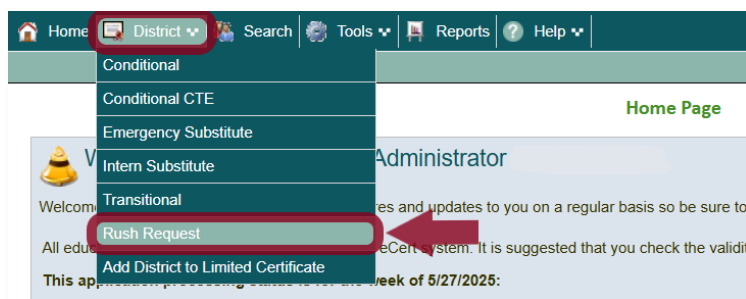 Home District Search Tools Reports Help
Conditional
Conditional CTE
Home Page
Emergency Substitute
Intern Substitute
Administrator
Transitional
Welcom res and updates to you on a regular basis so be sure to
Rush Request
All educ eCert system. It is suggested that you check the validit
Add District to Limited Certificate
This application processing status is for the week of 5/27/2025: